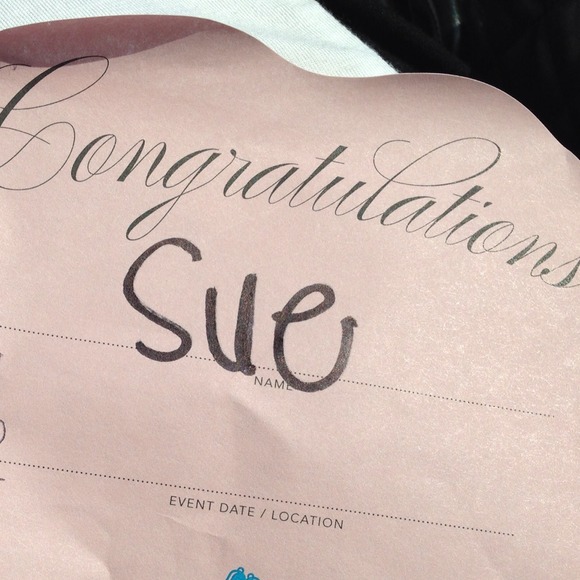 Congratulations
Sue
NAME
EVENT DATE / LOCATION